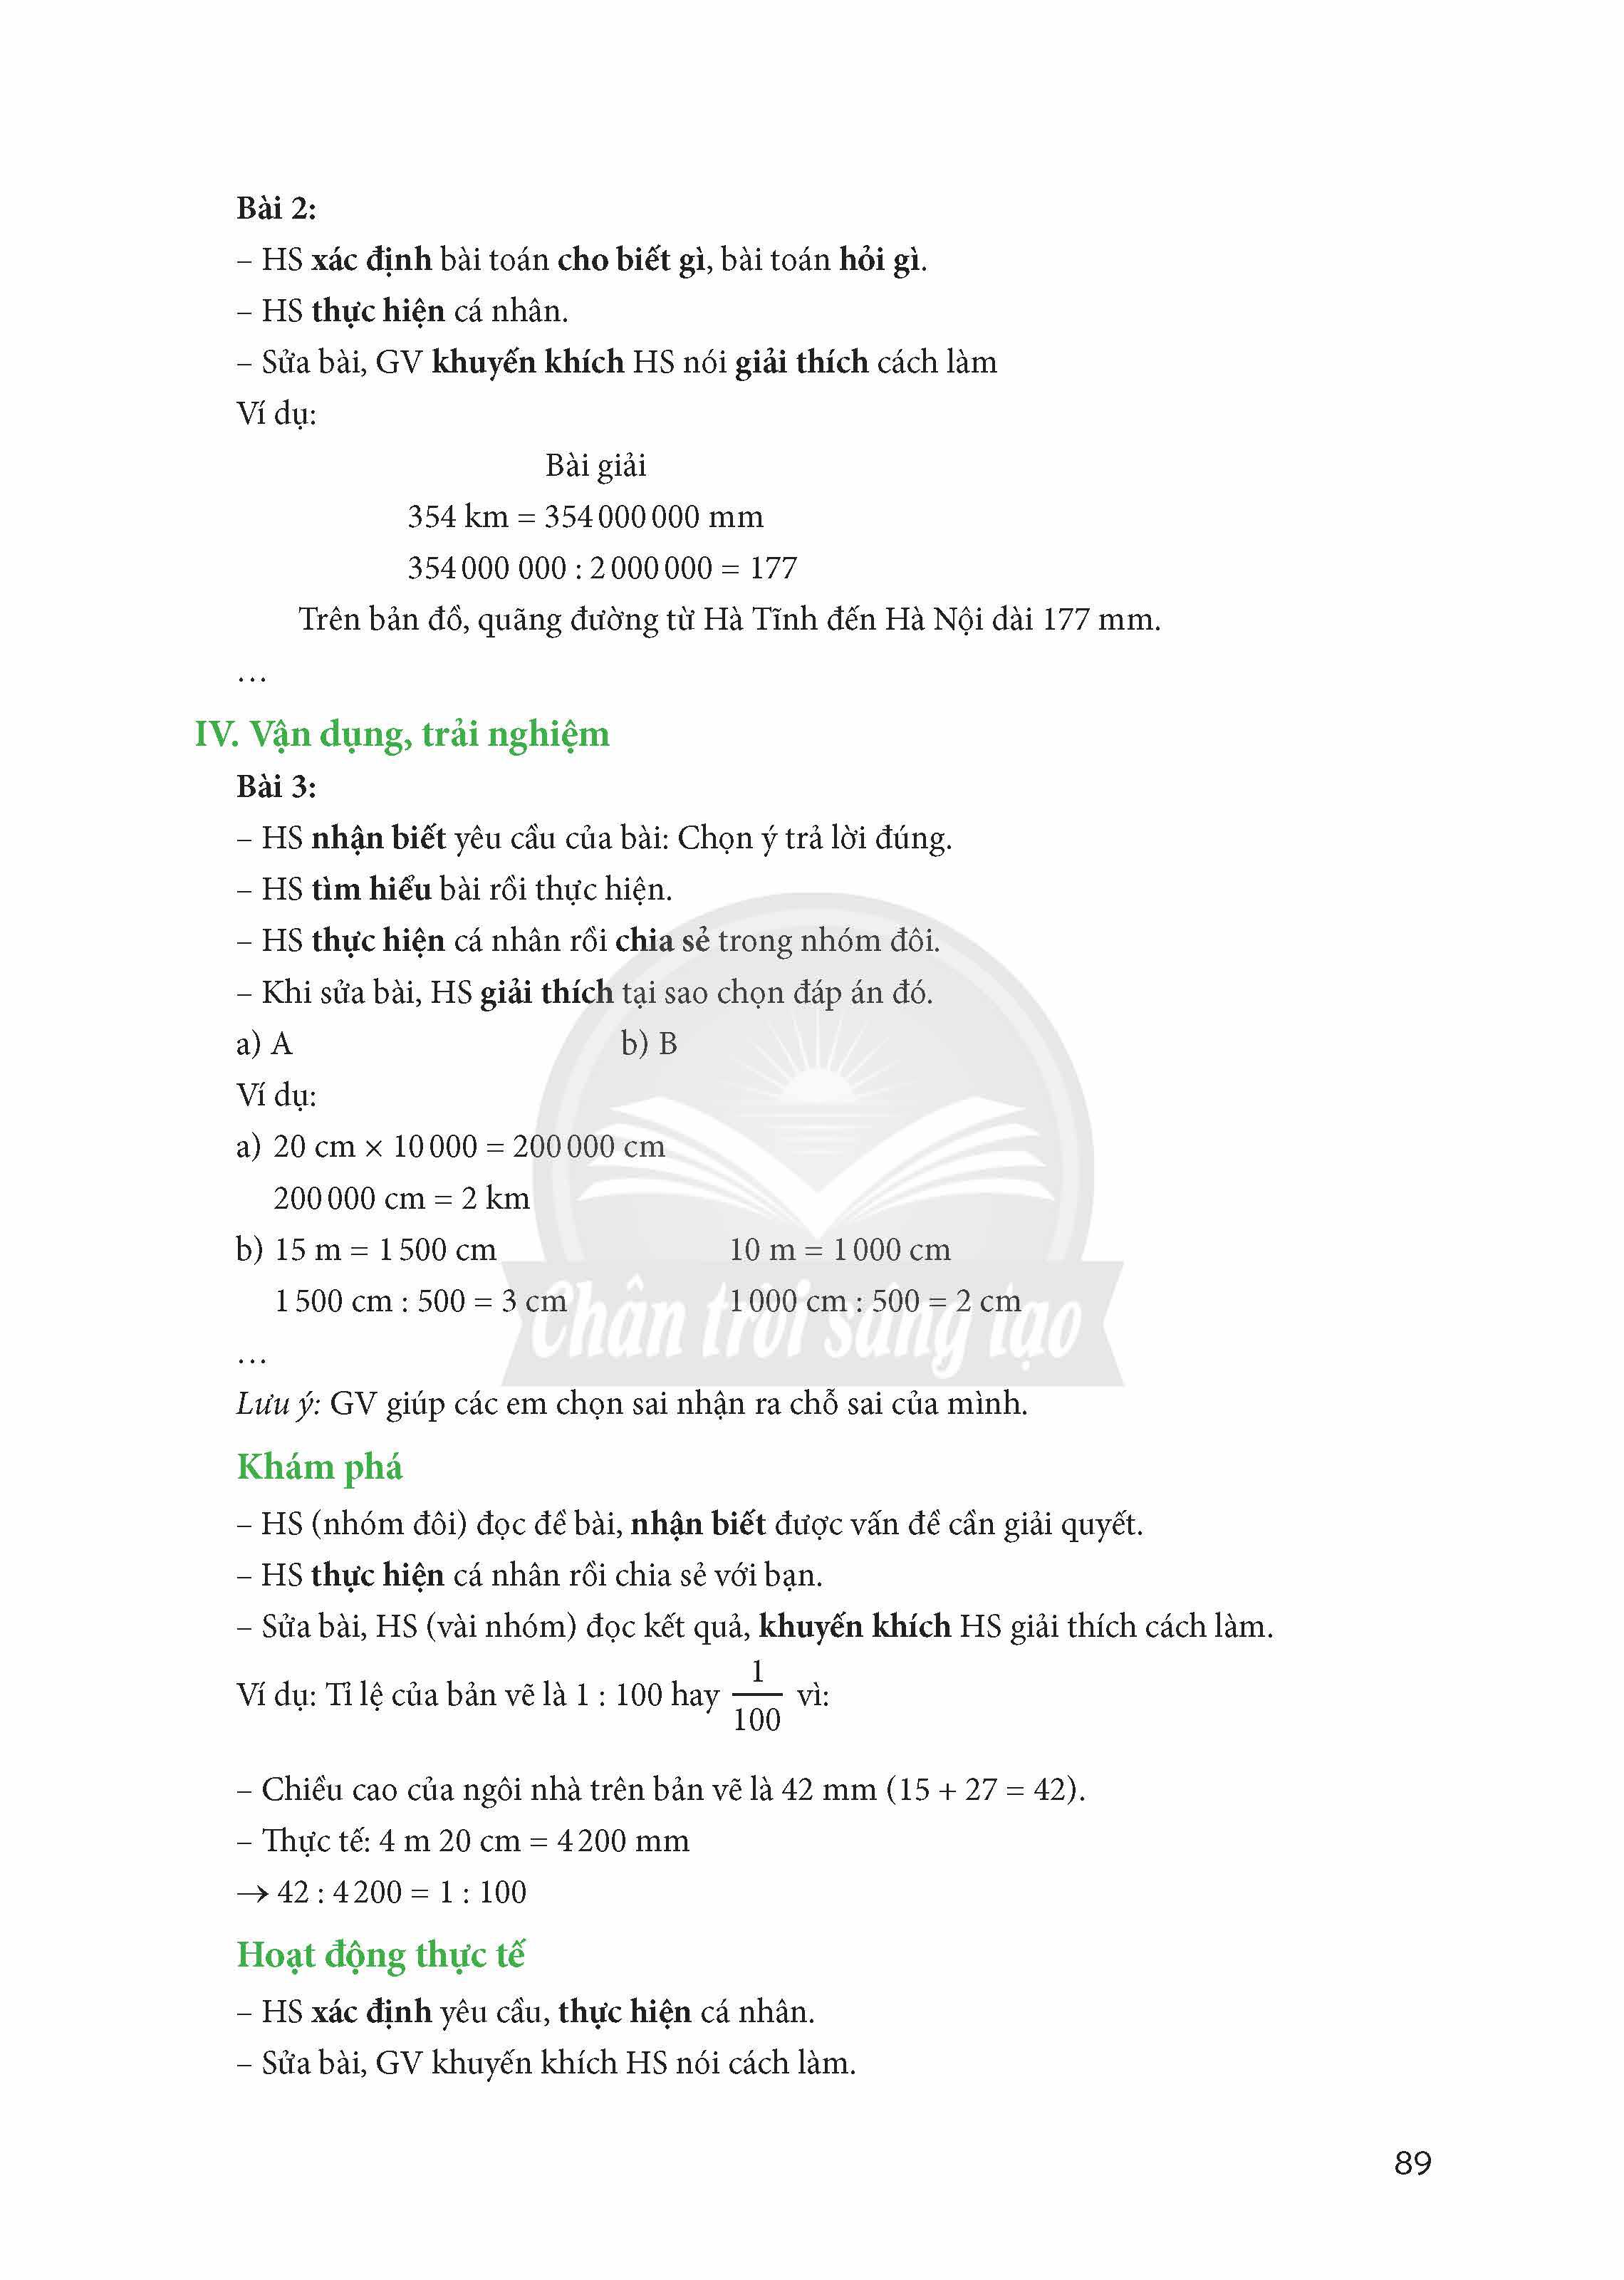 Bài 2:
– HS xác định bài toán cho biết gì, bài toán hỏi gì.
– HS thực hiện cá nhân.
– Sửa bài, GV khuyến khích HS nói giải thích cách làm
Ví dụ:
Bài giải
354 km = 354 000 000 mm
354 000 000 : 2 000 000 = 177
Trên bản đồ, quãng đường từ Hà Tĩnh đến Hà Nội dài 177 mm.
…
IV. Vận dụng, trải nghiệm
Bài 3:
– HS nhận biết yêu cầu của bài: Chọn ý trả lời đúng.
– HS tìm hiểu bài rồi thực hiện.
– HS thực hiện cá nhân rồi chia sẻ trong nhóm đôi.
– Khi sửa bài, HS giải thích tại sao chọn đáp án đó.
a) A b) B
Ví dụ:
a) 20 cm × 10 000 = 200 000 cm
200 000 cm = 2 km
b) 15 m = 1 500 cm 10 m = 1 000 cm
1 500 cm : 500 = 3 cm 1 000 cm : 500 = 2 cm
Chân trời sáng tạo
…
Lưu ý: GV giúp các em chọn sai nhận ra chỗ sai của mình.
Khám phá
– HS (nhóm đôi) đọc đề bài, nhận biết được vấn đề cần giải quyết.
– HS thực hiện cá nhân rồi chia sẻ với bạn.
– Sửa bài, HS (vài nhóm) đọc kết quả, khuyến khích HS giải thích cách làm.
Ví dụ: Tỉ lệ của bản vẽ là 1 : 100 hay 1/100 vì:
– Chiều cao của ngôi nhà trên bản vẽ là 42 mm (15 + 27 = 42).
– Thực tế: 4 m 20 cm = 4 200 mm
→ 42 : 4 200 = 1 : 100
Hoạt động thực tế
– HS xác định yêu cầu, thực hiện cá nhân.
– Sửa bài, GV khuyến khích HS nói cách làm.
89